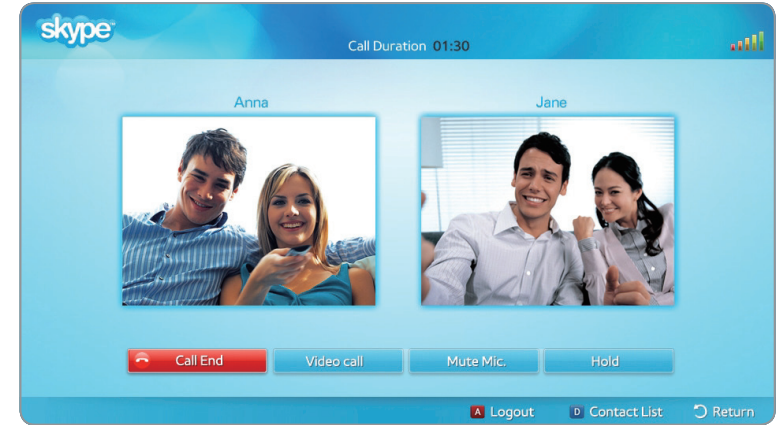 skype
Call Duration 01:30
Anna
Jane
Call End
Video call
Mute Mic.
Hold
A Logout
D Contact List
Return